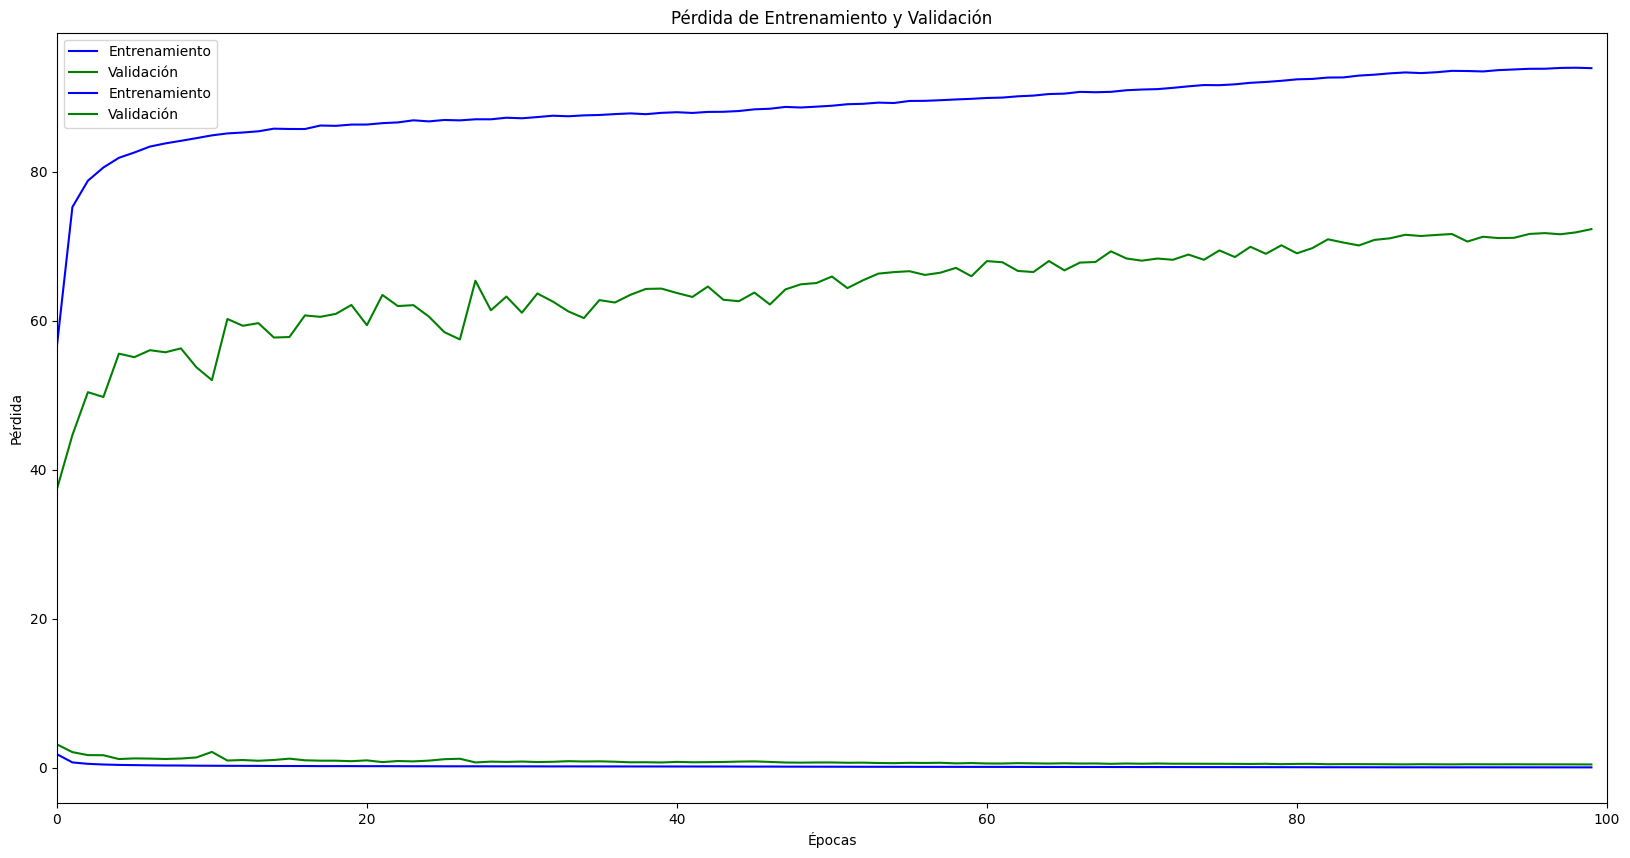 Pérdida de Entrenamiento y Validación
Entrenamiento
Validación
Entrenamiento
Validación
Pérdida
80
60
40
20
0
0 20 40 60 80 100
Épocas